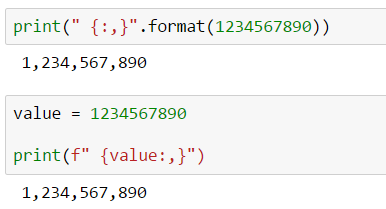 print(" {:,}".format(1234567890))
1,234,567,890
value = 1234567890
print(f" {value:,}")
1,234,567,890